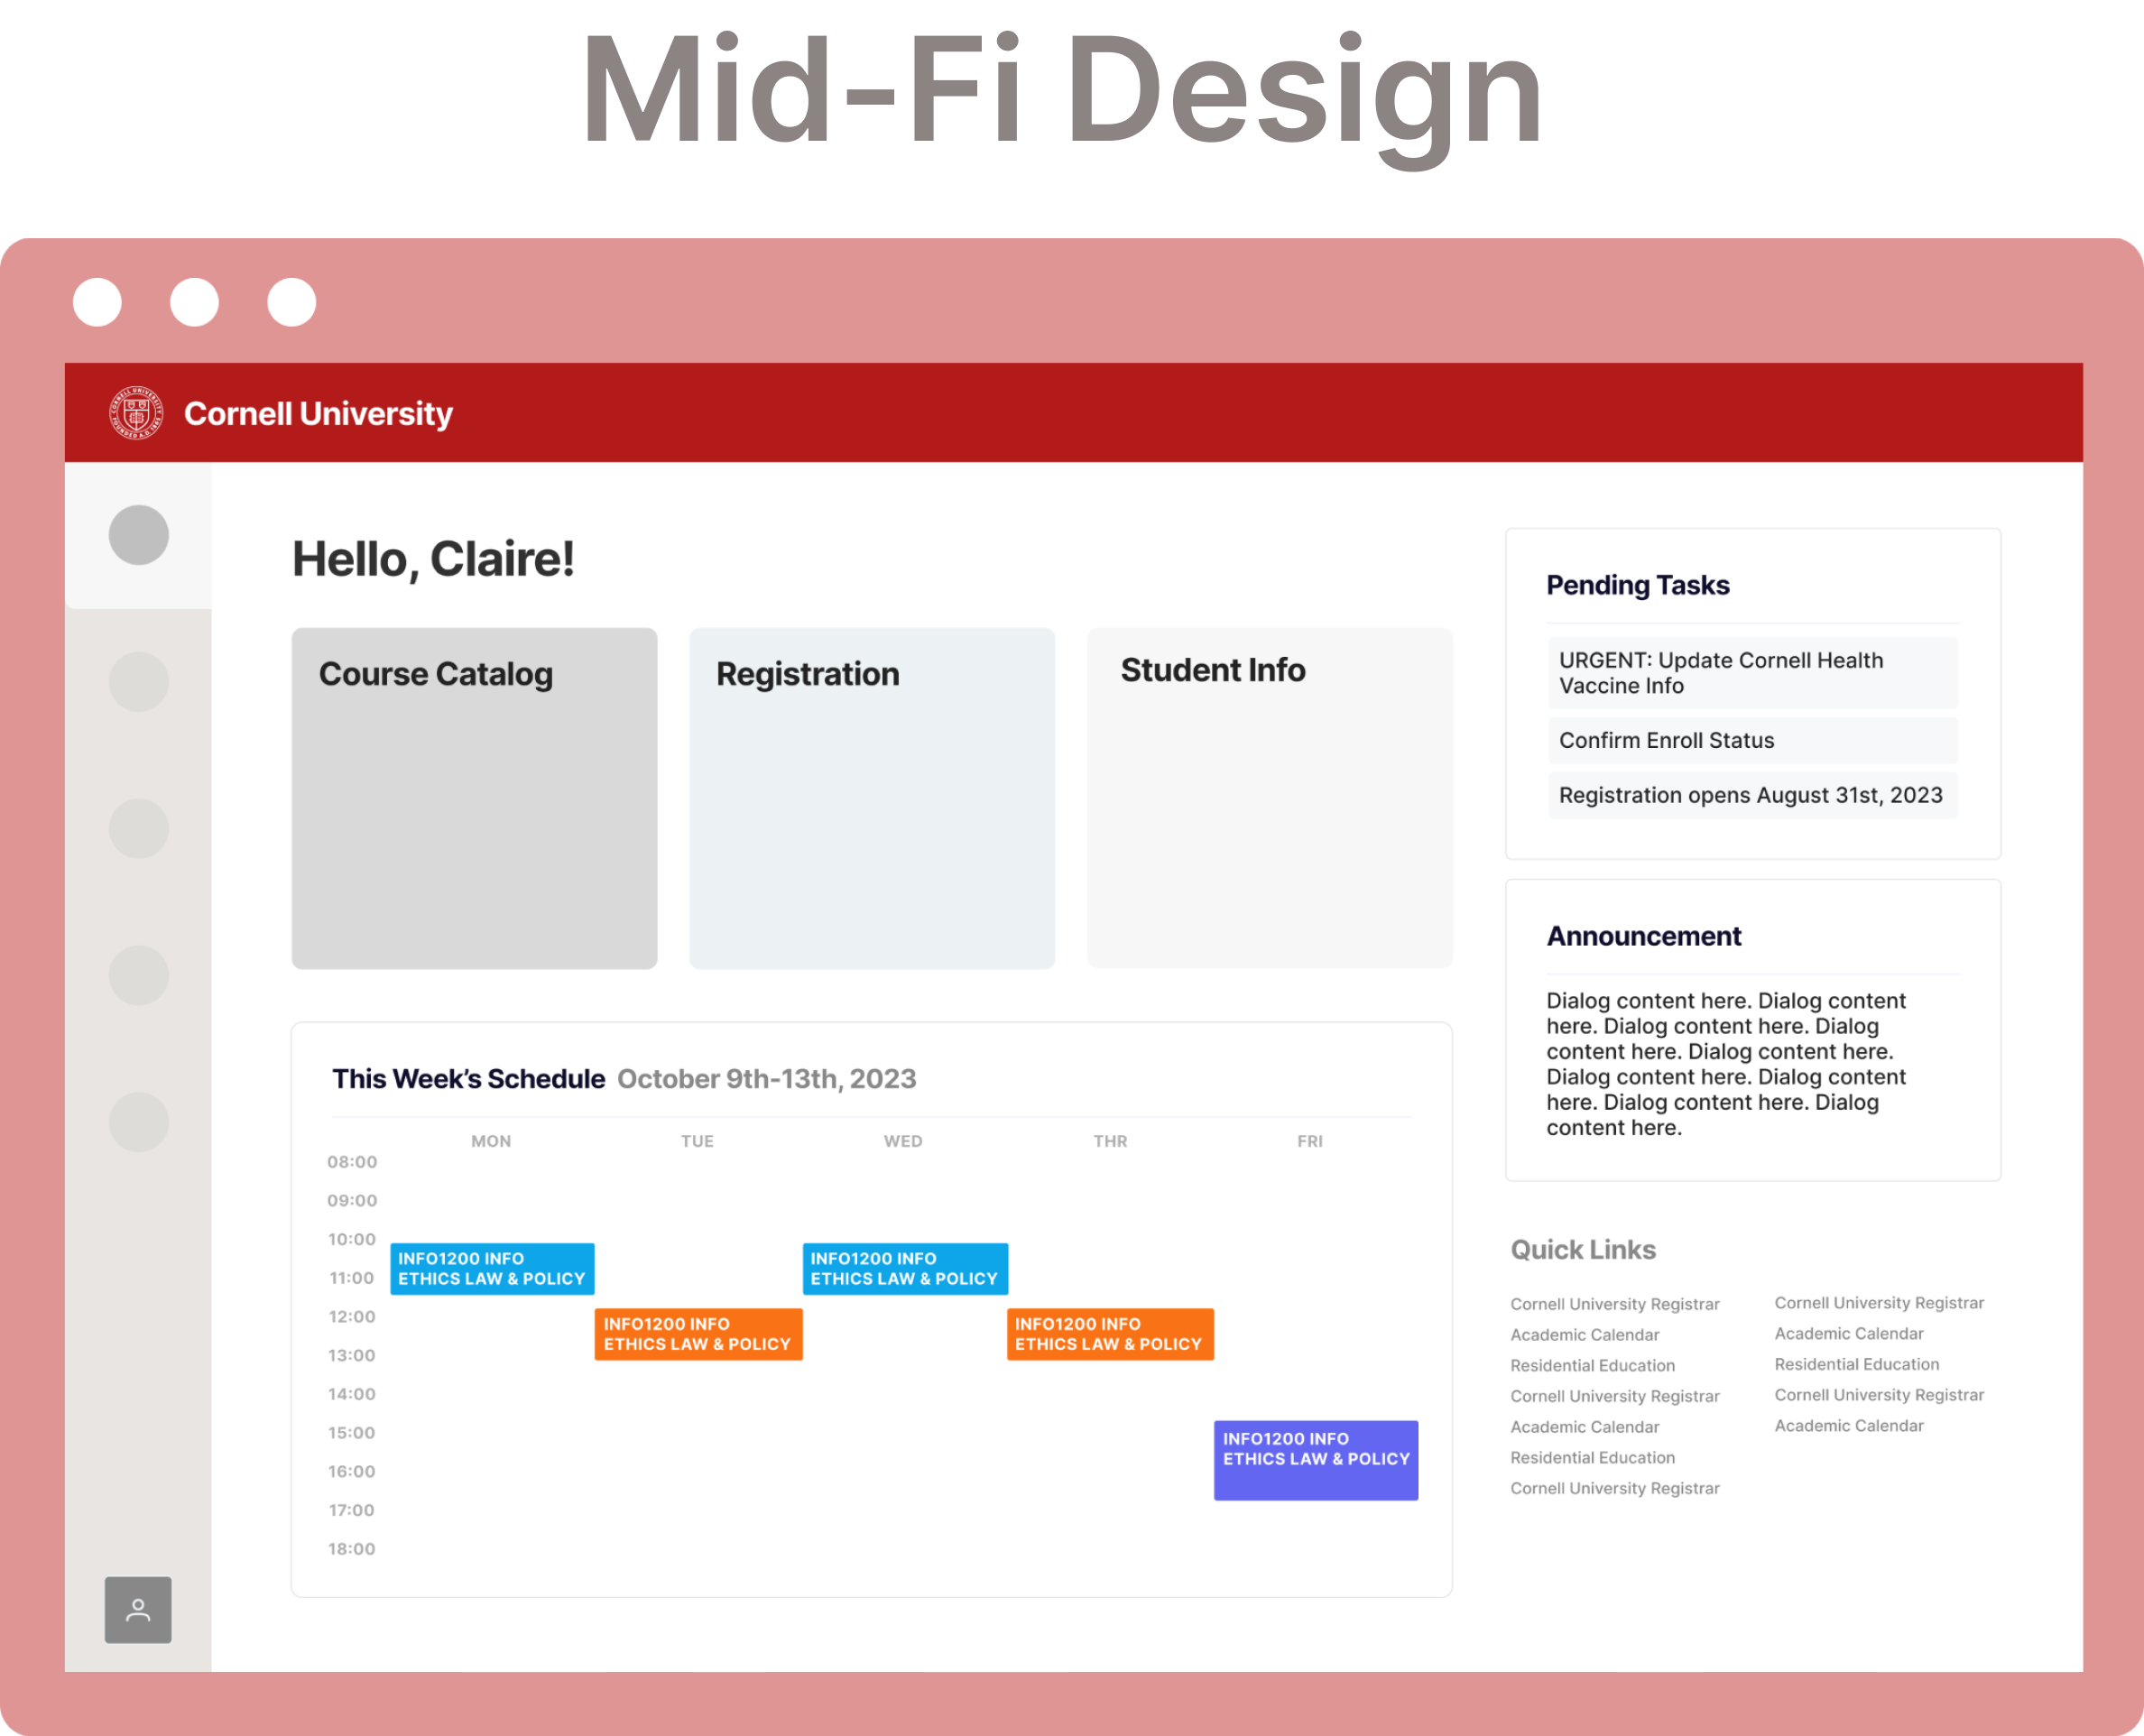 Mid-Fi Design
CORNELL UNIVERSITY
FOUNDED A.D. 1865
Cornell University
Hello, Claire!
Course Catalog
Registration
Student Info
This Week’s Schedule October 9th-13th, 2023
MON TUE WED THR FRI
08:00
09:00
10:00
11:00
12:00
13:00
14:00
15:00
16:00
17:00
18:00
INFO1200 INFO
ETHICS LAW & POLICY
INFO1200 INFO
ETHICS LAW & POLICY
INFO1200 INFO
ETHICS LAW & POLICY
INFO1200 INFO
ETHICS LAW & POLICY
INFO1200 INFO
ETHICS LAW & POLICY
Pending Tasks
URGENT: Update Cornell Health
Vaccine Info
Confirm Enroll Status
Registration opens August 31st, 2023
Announcement
Dialog content here. Dialog content
here. Dialog content here. Dialog
content here. Dialog content here.
Dialog content here. Dialog content
here. Dialog content here. Dialog
content here.
Quick Links
Cornell University Registrar
Academic Calendar
Residential Education
Cornell University Registrar
Academic Calendar
Residential Education
Cornell University Registrar
Cornell University Registrar
Academic Calendar
Residential Education
Cornell University Registrar
Academic Calendar